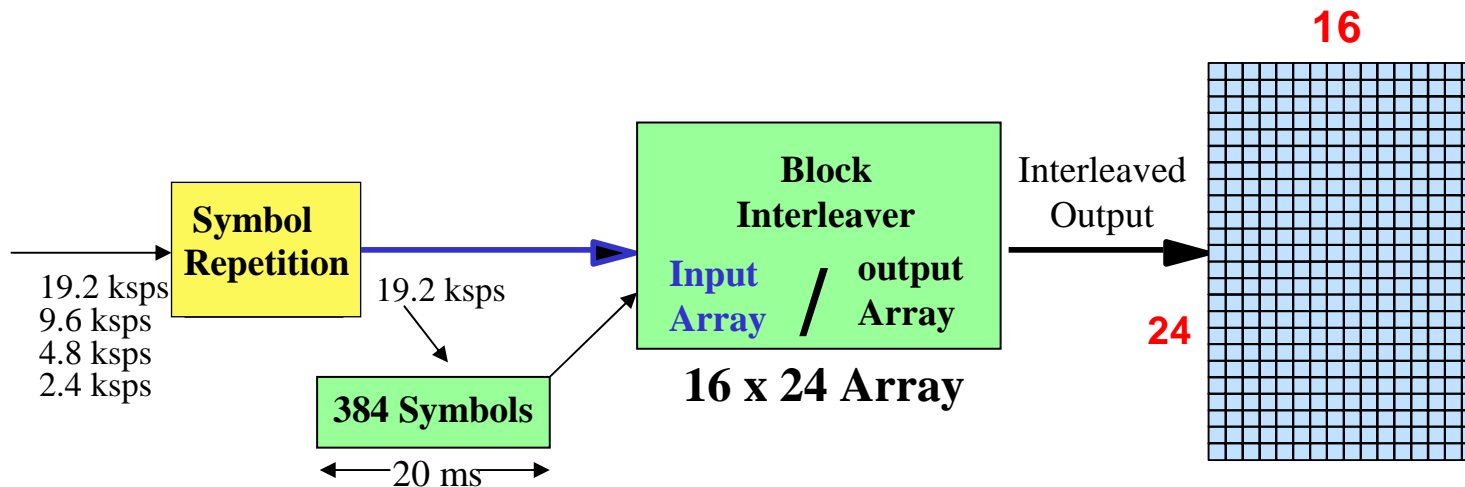 16
Symbol
Repetition
19.2 ksps
9.6 ksps
4.8 ksps
2.4 ksps
19.2 ksps
384 Symbols
20 ms
Block
Interleaver
Input
Array
/
output
Array
16 x 24 Array
Interleaved
Output
24